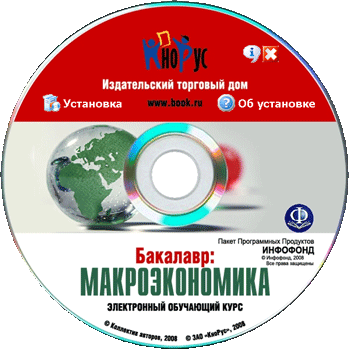 КноРус
Издательский торговый дом
Установка
www.book.ru
Об установке
Пакет Программных Продуктов
ИНФОФОНД
© Инфофонд, 2008
Все права защищены
Бакалавр:
МАКРОЭКОНОМИКА
ЭЛЕКТРОННЫЙ ОБУЧАЮЩИЙ КУРС
© Коллектив авторов, 2008 © ЗАО «КноРус», 2008